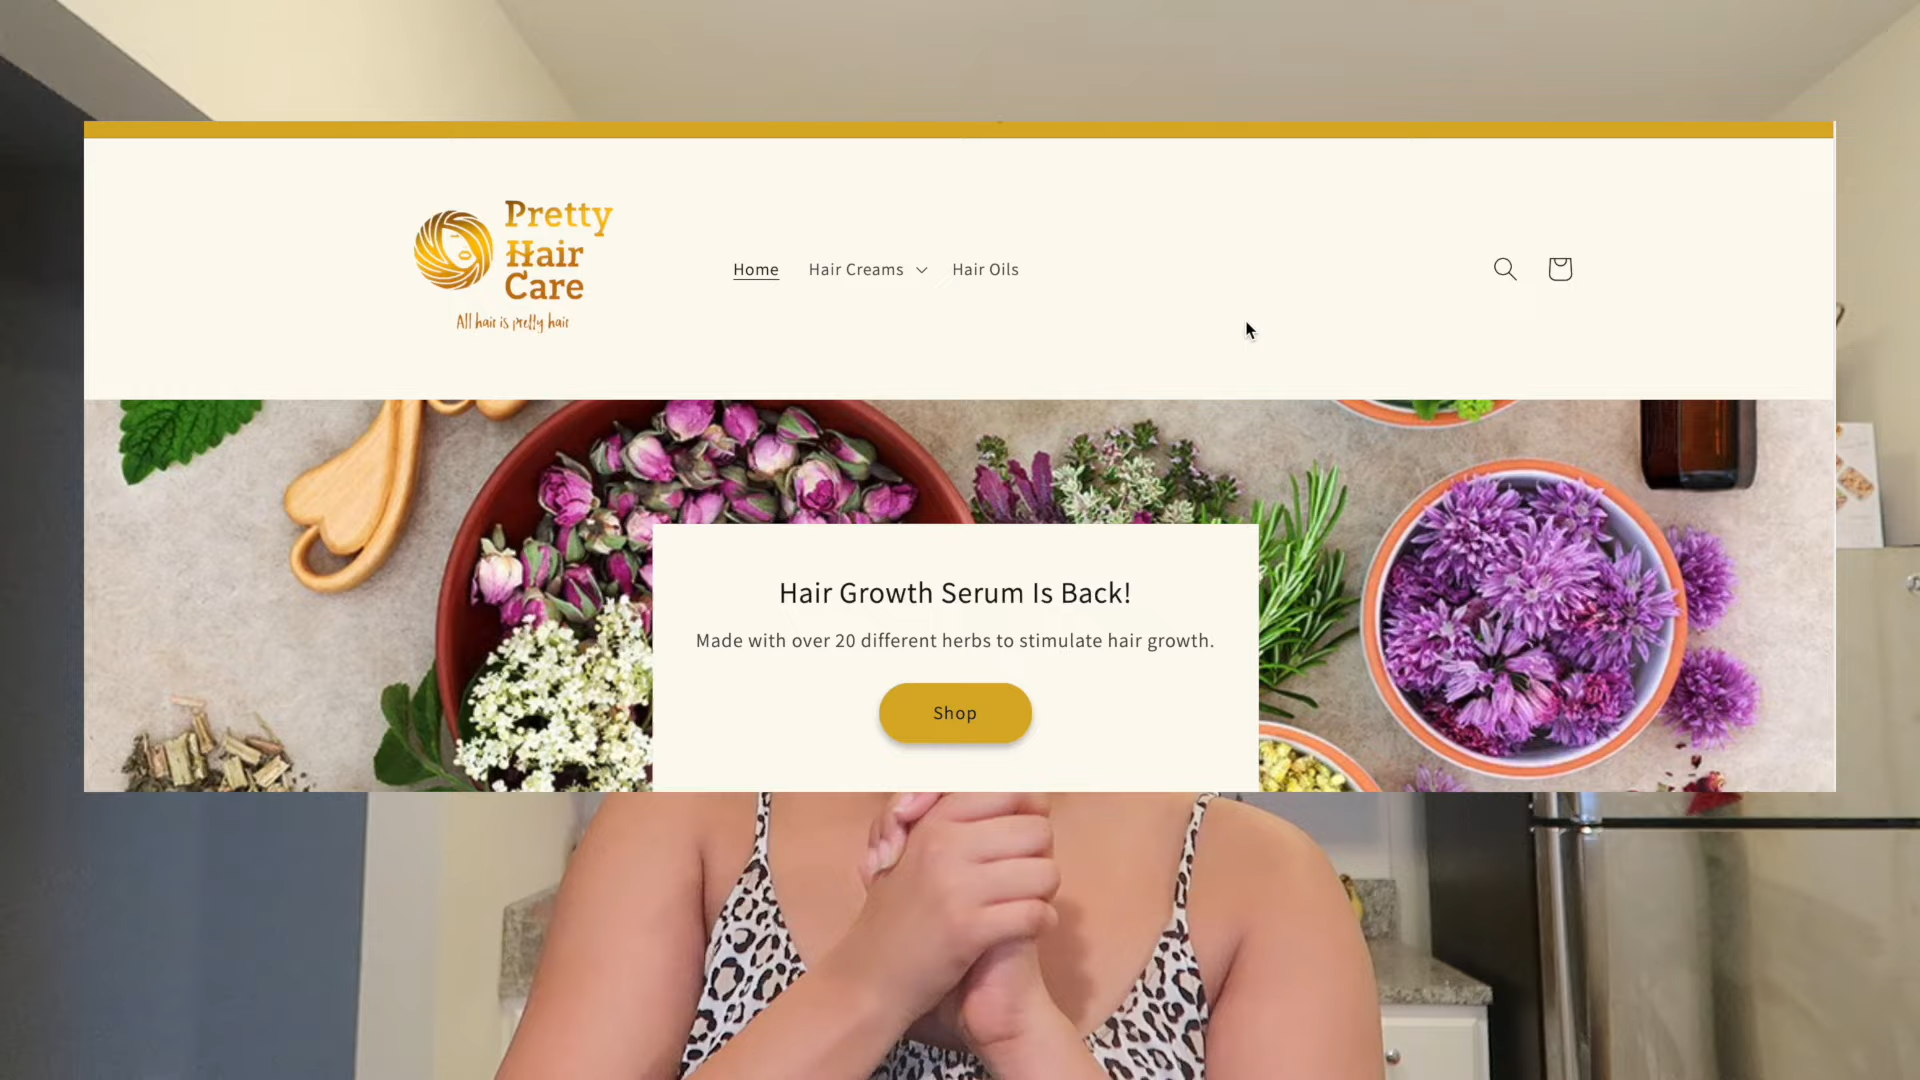 Pretty
Hair
Care
All hair is pretty hair
Home
Hair Creams
Hair Oils
Hair Growth Serum Is Back!
Made with over 20 different herbs to stimulate hair growth.
Shop